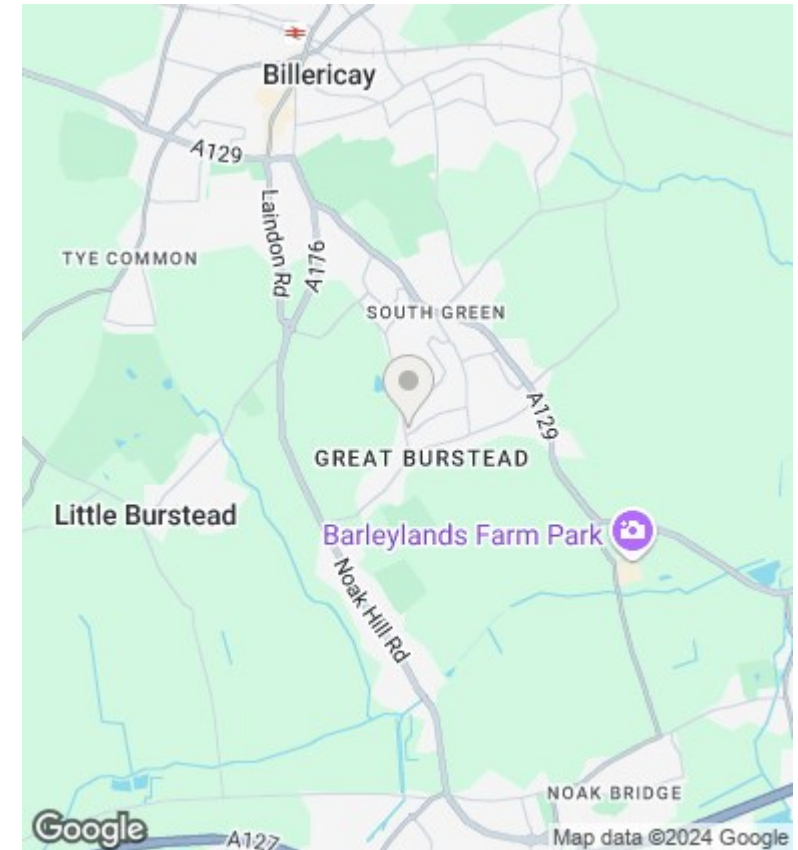 Billericay
A129
Laindon Rd
A176
TYE COMMON
SOUTH GREEN
A129
GREAT BURSTEAD
Little Burstead
Barleylands Farm Park
Noak Hill Rd
NOAK BRIDGE
Google
A127
Map data ©2024 Google